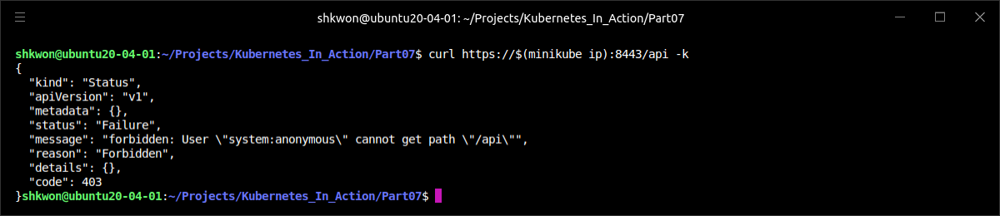 shkwon@ubuntu20-04-01: ~/Projects/Kubernetes_In_Action/Part07
shkwon@ubuntu20-04-01:~/Projects/Kubernetes_In_Action/Part07$ curl https://$(minikube ip):8443/api -k
{
  "kind": "Status",
  "apiVersion": "v1",
  "metadata": {},
  "status": "Failure",
  "message": "forbidden: User \"system:anonymous\" cannot get path \"/api\"",
  "reason": "Forbidden",
  "details": {},
  "code": 403
}shkwon@ubuntu20-04-01:~/Projects/Kubernetes_In_Action/Part07$